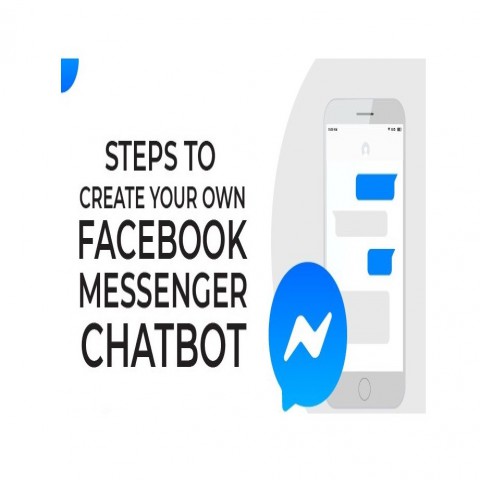 STEPS TO
CREATE YOUR OWN
FACEBOOK
MESSENGER
CHATBOT